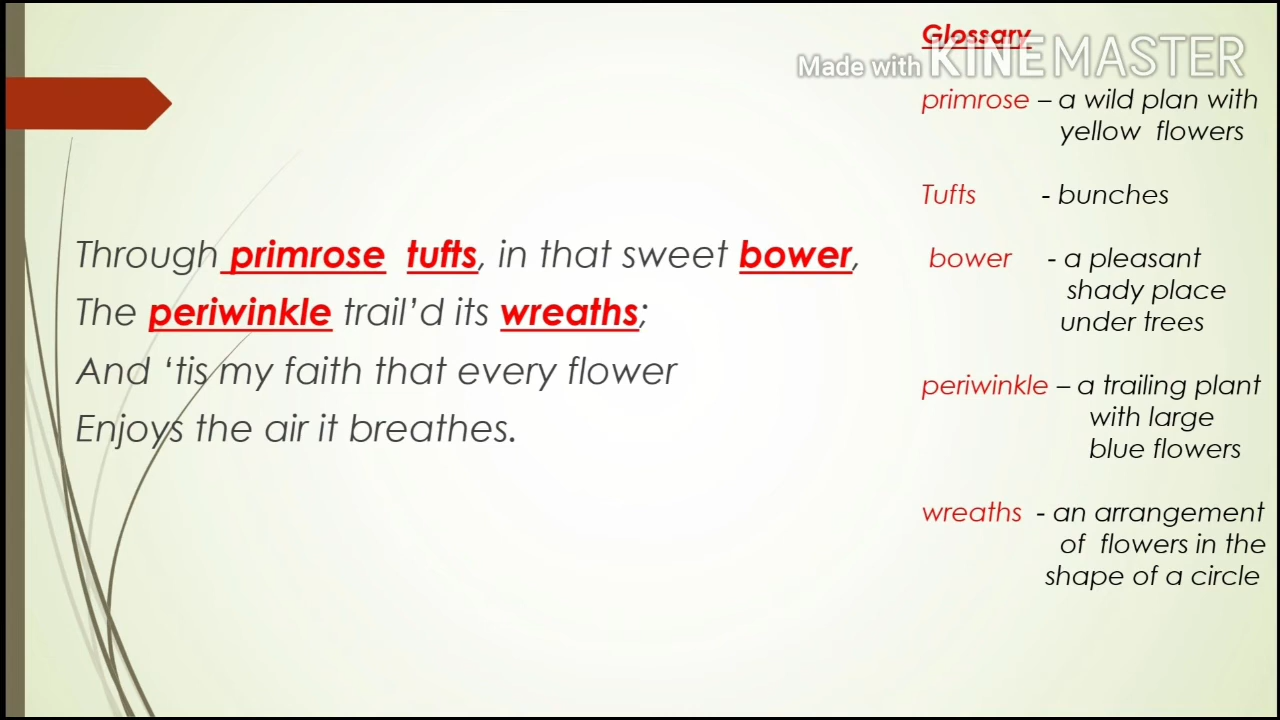 Glossary
Made with KINEMASTER
primrose – a wild plan with
yellow flowers
Tufts - bunches
bower - a pleasant
shady place
under trees
periwinkle – a trailing plant
with large
blue flowers
wreaths - an arrangement
of flowers in the
shape of a circle
Through primrose tufts, in that sweet bower,
The periwinkle trail’d its wreaths;
And ‘tis my faith that every flower
Enjoys the air it breathes.